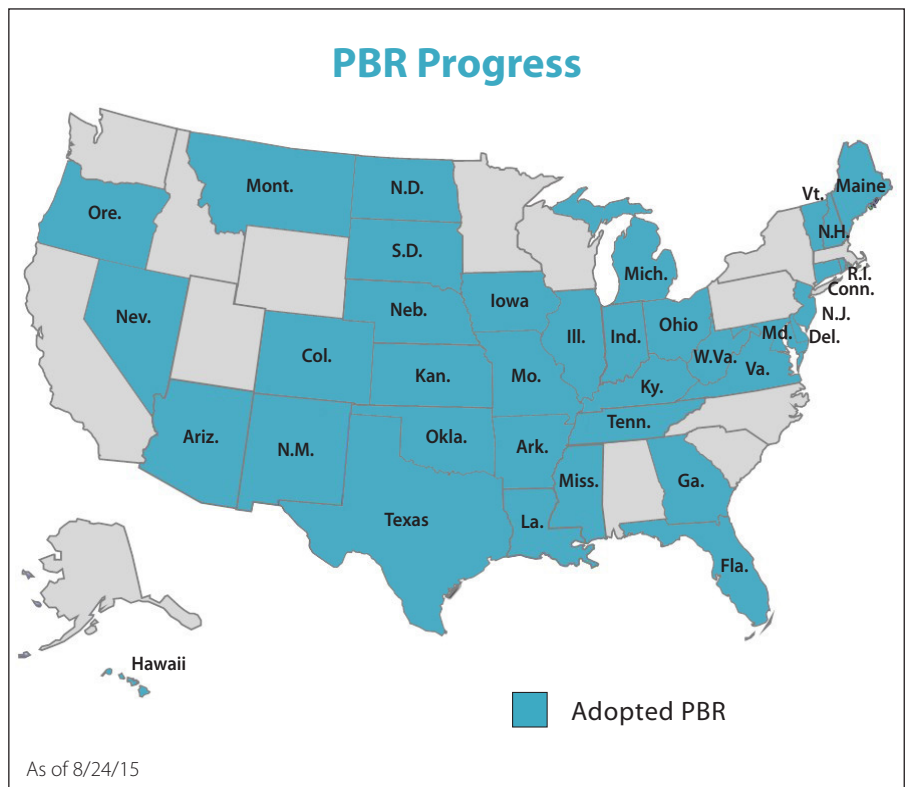 PBR Progress
Vt.
Maine
Mont.
N.D.
Ore.
N.H.
S.D.
Mich.
R.I.
Conn.
Iowa
Neb.
Nev.
N.J.
Ill.
Ind.
Ohio
Md.
Del.
Col.
W.Va.
Va.
Kan.
Mo.
Ky.
Tenn.
Ariz.
N.M.
Okla.
Ark.
Miss.
Ga.
Texas
La.
Fla.
Hawaii
Adopted PBR
As of 8/24/15